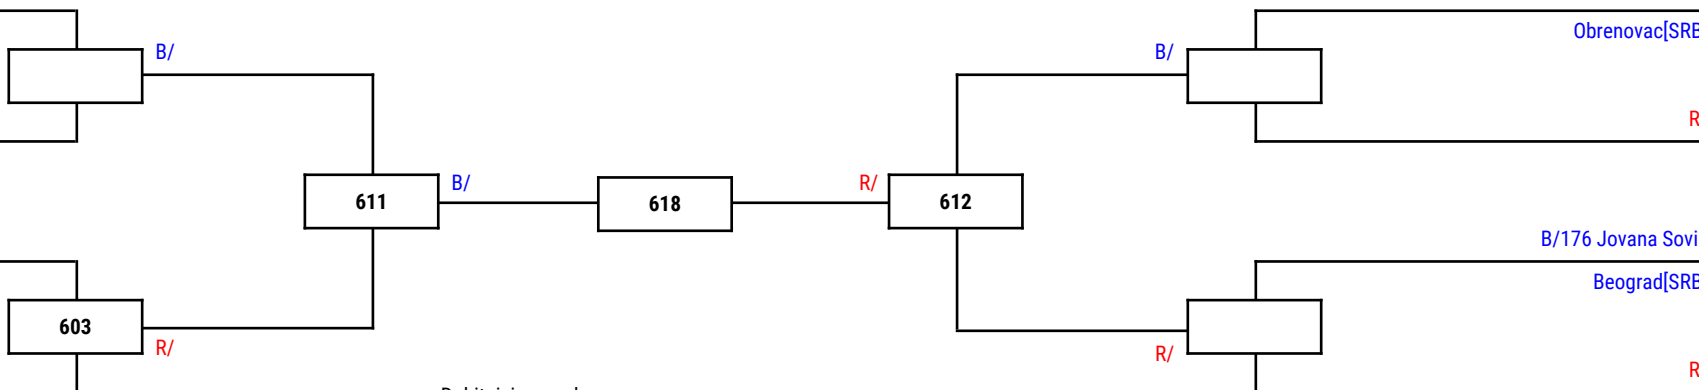 Obrenovac[SRB
B/
B/
R
611
B/
618
R/
612
B/176 Jovana Sovi
Beograd[SRB
603
R/
R/
R